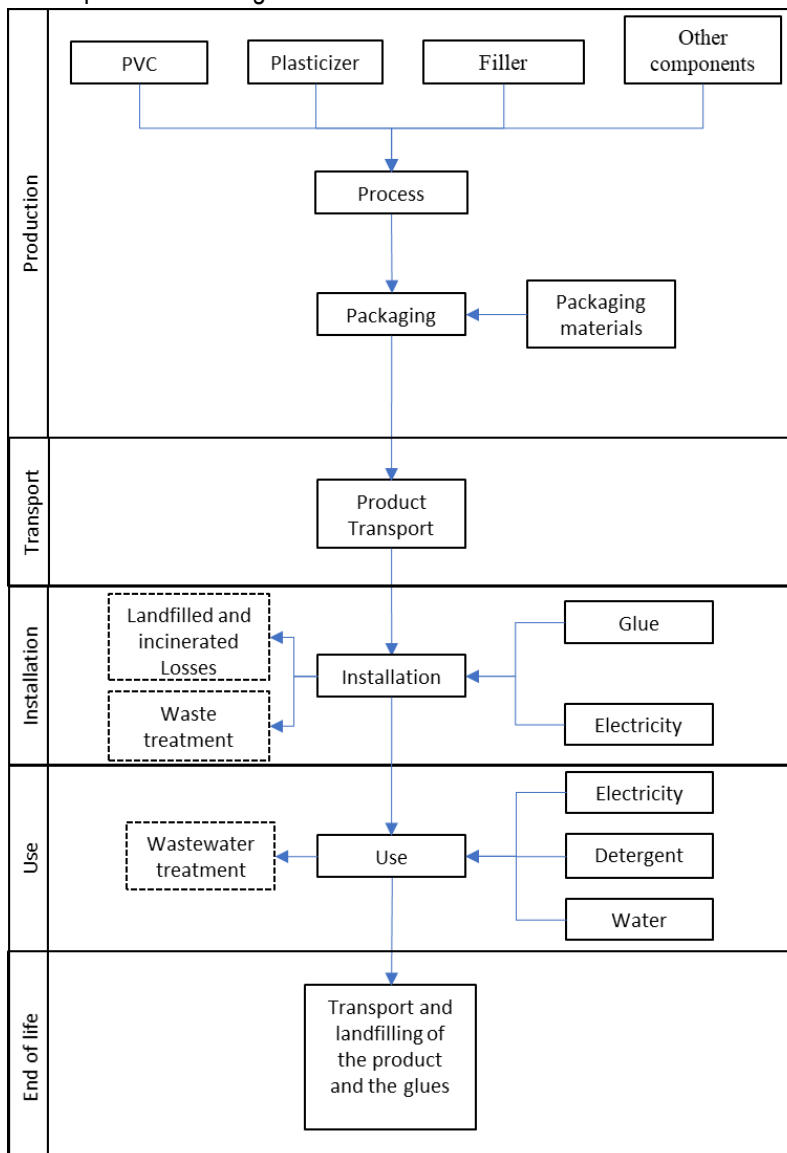 Production
PVC
Plasticizer
Filler
Other
components
Process
Packaging
Packaging
materials
Transport
Product
Transport
Installation
Landfilled and
incinerated
Losses
Waste
treatment
Installation
Glue
Electricity
Use
Wastewater
treatment
Use
Electricity
Detergent
Water
End of life
Transport and
landfilling of
the product
and the glues